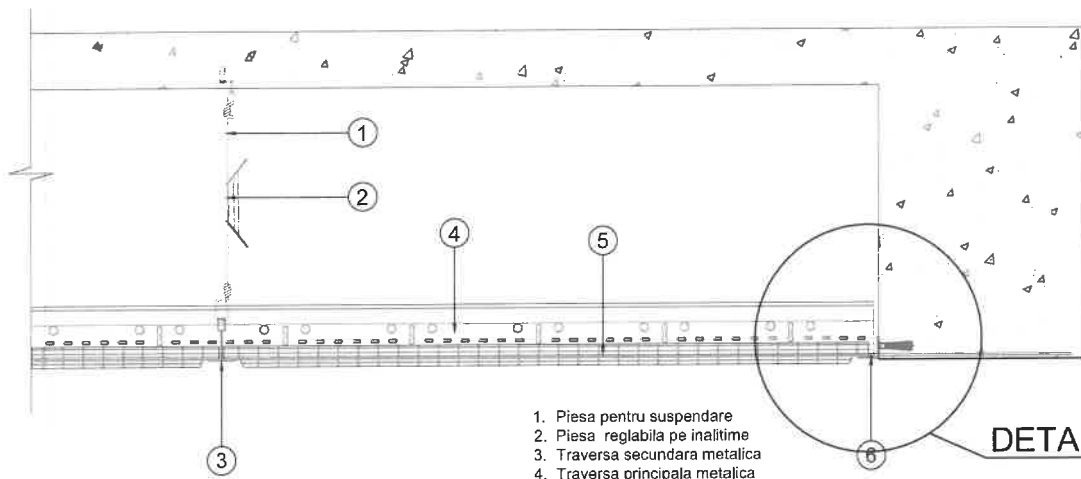 1
2
4
5
1. Piesa pentru suspendare
2. Piesa reglabila pe inalitime
3. Traversa secundara metalica
4. Traversa principala metalica
DETA
3
6